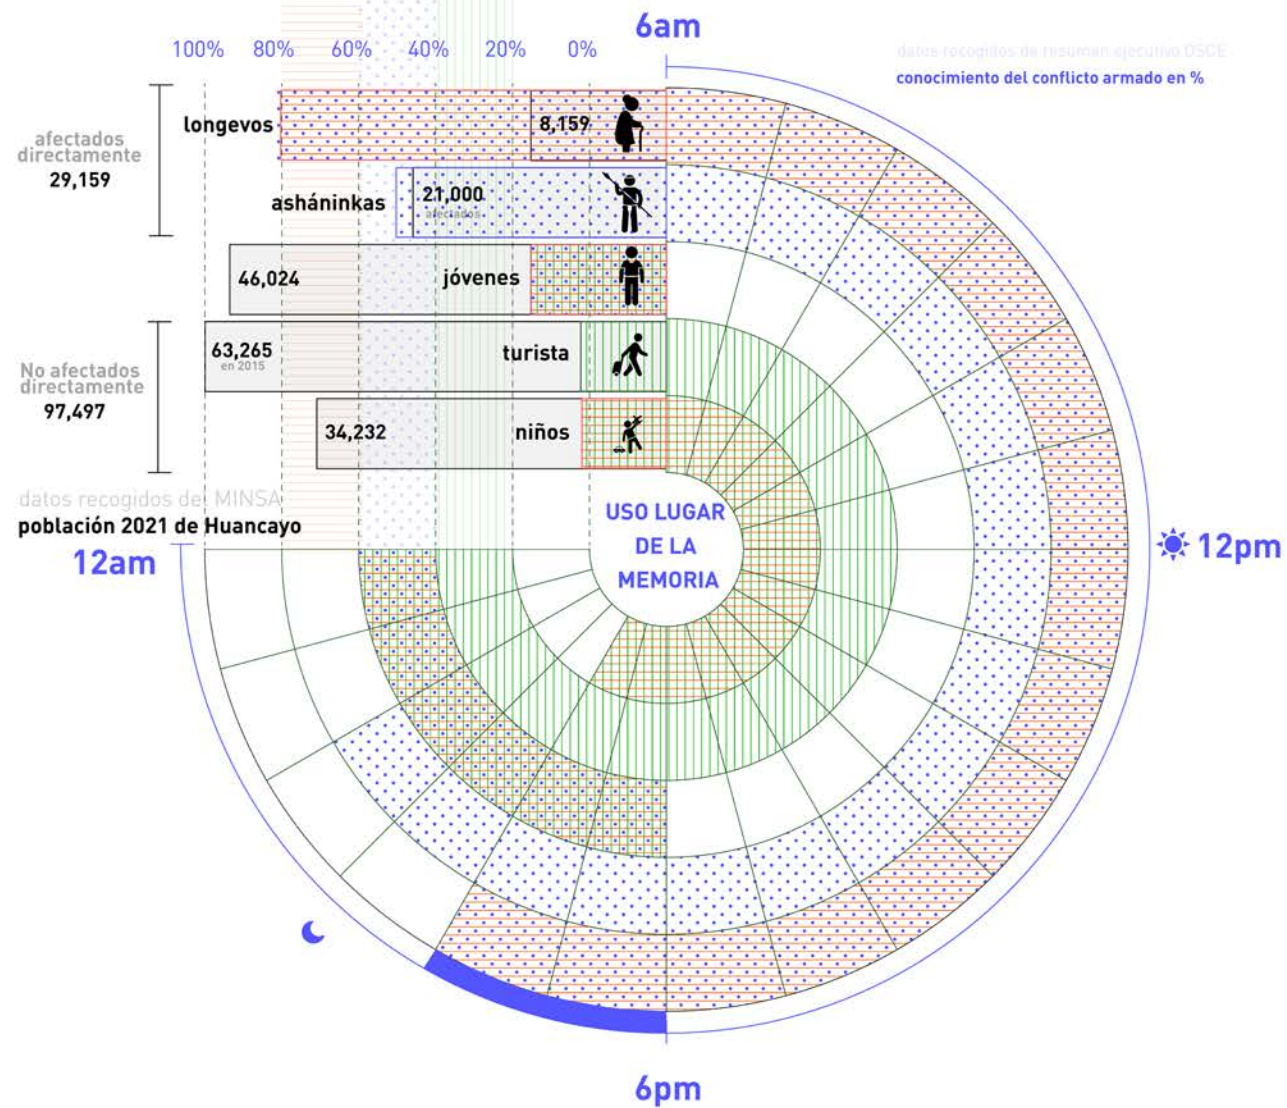 6am
100% 80% 60% 40% 20% 0%
datos recogidos de resumen ejecutivo OSCE
conocimiento del conflicto armado en %
longevos
8,159
afectados
directamente
29,159
asháninkas
21,000
afectados
46,024
jóvenes
63,265
en 2015
turista
No afectados
directamente
97,497
34,232
niños
datos recogidos del MINSA
población 2021 de Huancayo
12am
USO LUGAR
DE LA
MEMORIA
12pm
6pm